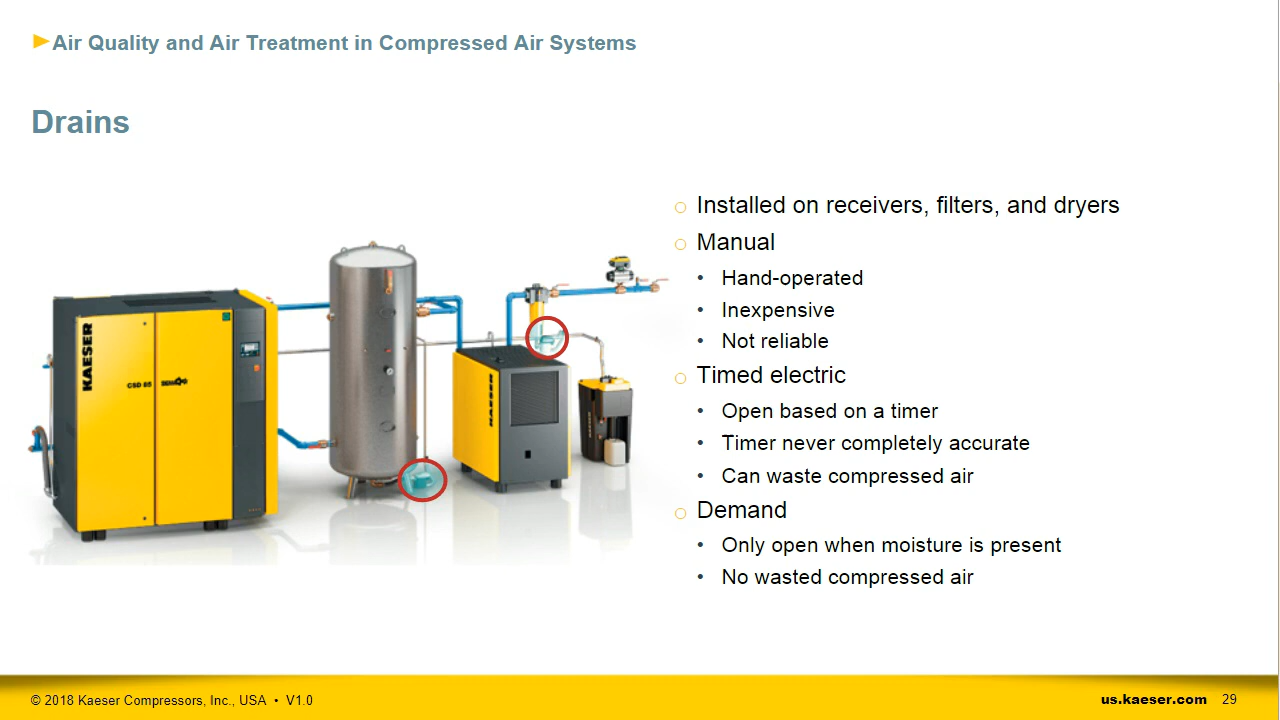 Air Quality and Air Treatment in Compressed Air Systems
Drains
Installed on receivers, filters, and dryers
Manual
• Hand-operated
• Inexpensive
• Not reliable
Timed electric
• Open based on a timer
• Timer never completely accurate
• Can waste compressed air
Demand
• Only open when moisture is present
• No wasted compressed air
KAESER
CSD 85
KAESER
© 2018 Kaeser Compressors, Inc., USA • V1.0
us.kaeser.com 29